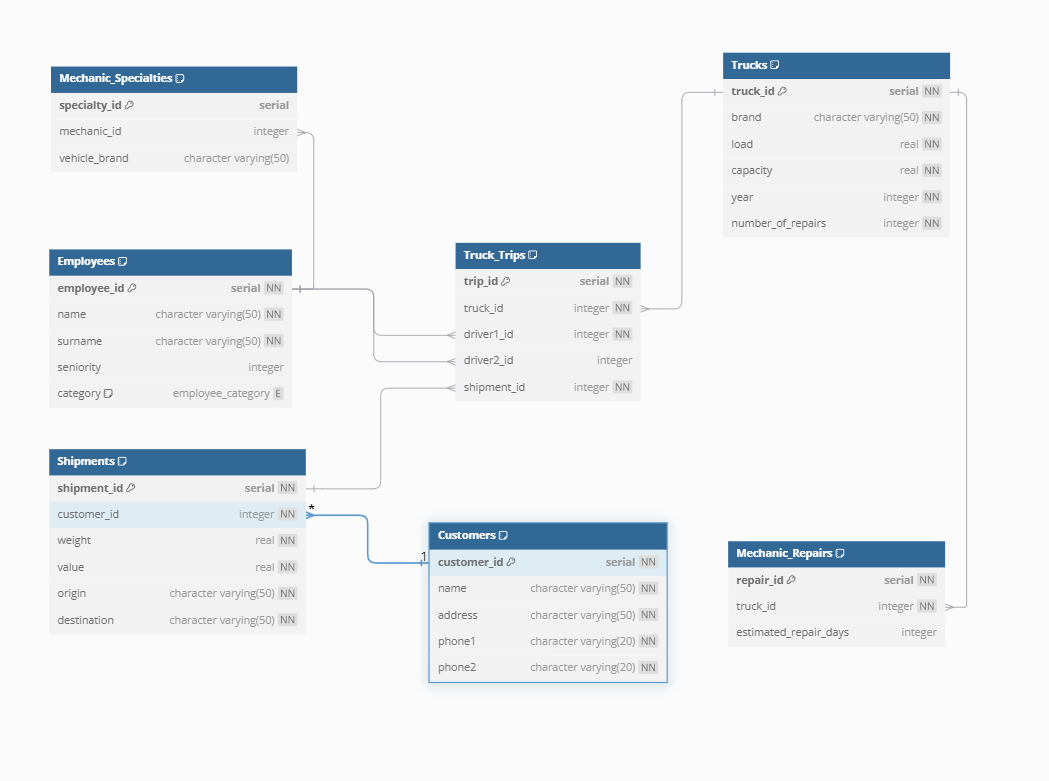 Mechanic_Specialties
specialty_id serial
mechanic_id integer
vehicle_brand character varying(50)
Employees
employee_id serial NN
name character varying(50) NN
surname character varying(50) NN
seniority integer
category employee_category E
Shipments
shipment_id serial NN
customer_id integer NN *
weight real NN
value real NN
origin character varying(50) NN
destination character varying(50) NN
Truck_Trips
trip_id serial NN
truck_id integer NN
driver1_id integer NN
driver2_id integer
shipment_id integer NN
Customers
1 customer_id serial NN
name character varying(50) NN
address character varying(50) NN
phone1 character varying(20) NN
phone2 character varying(20) NN
Trucks
truck_id serial NN
brand character varying(50) NN
load real NN
capacity real NN
year integer NN
number_of_repairs integer NN
Mechanic_Repairs
repair_id serial NN
truck_id integer NN
estimated_repair_days integer